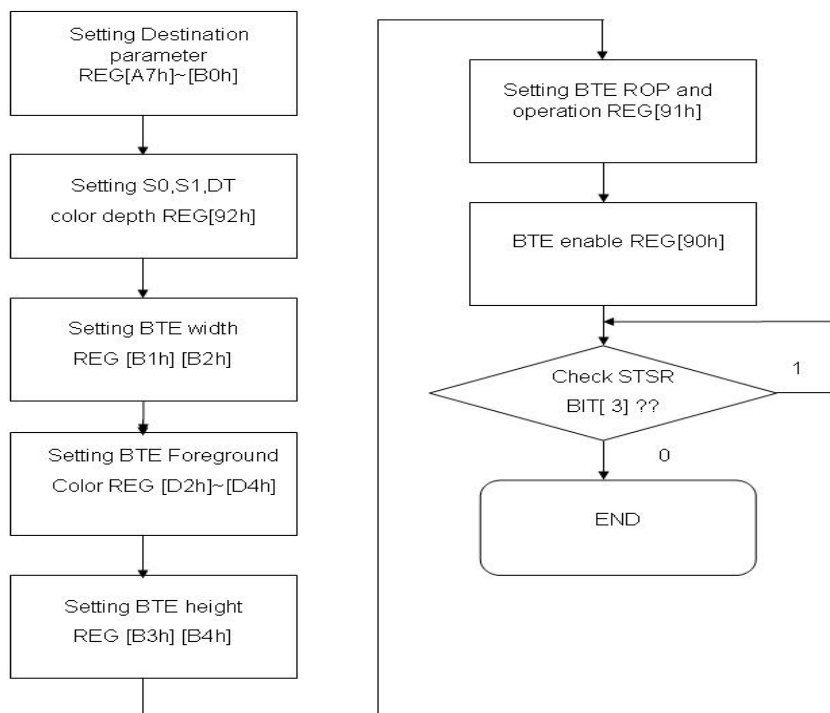 Setting Destination
parameter
REG[A7h]~[B0h]
Setting S0,S1,DT
color depth REG[92h]
Setting BTE width
REG [B1h] [B2h]
Setting BTE Foreground
Color REG [D2h]~[D4h]
Setting BTE height
REG [B3h] [B4h]
Setting BTE ROP and
operation REG[91h]
BTE enable REG[90h]
Check STSR
BIT[ 3] ??
1
0
END